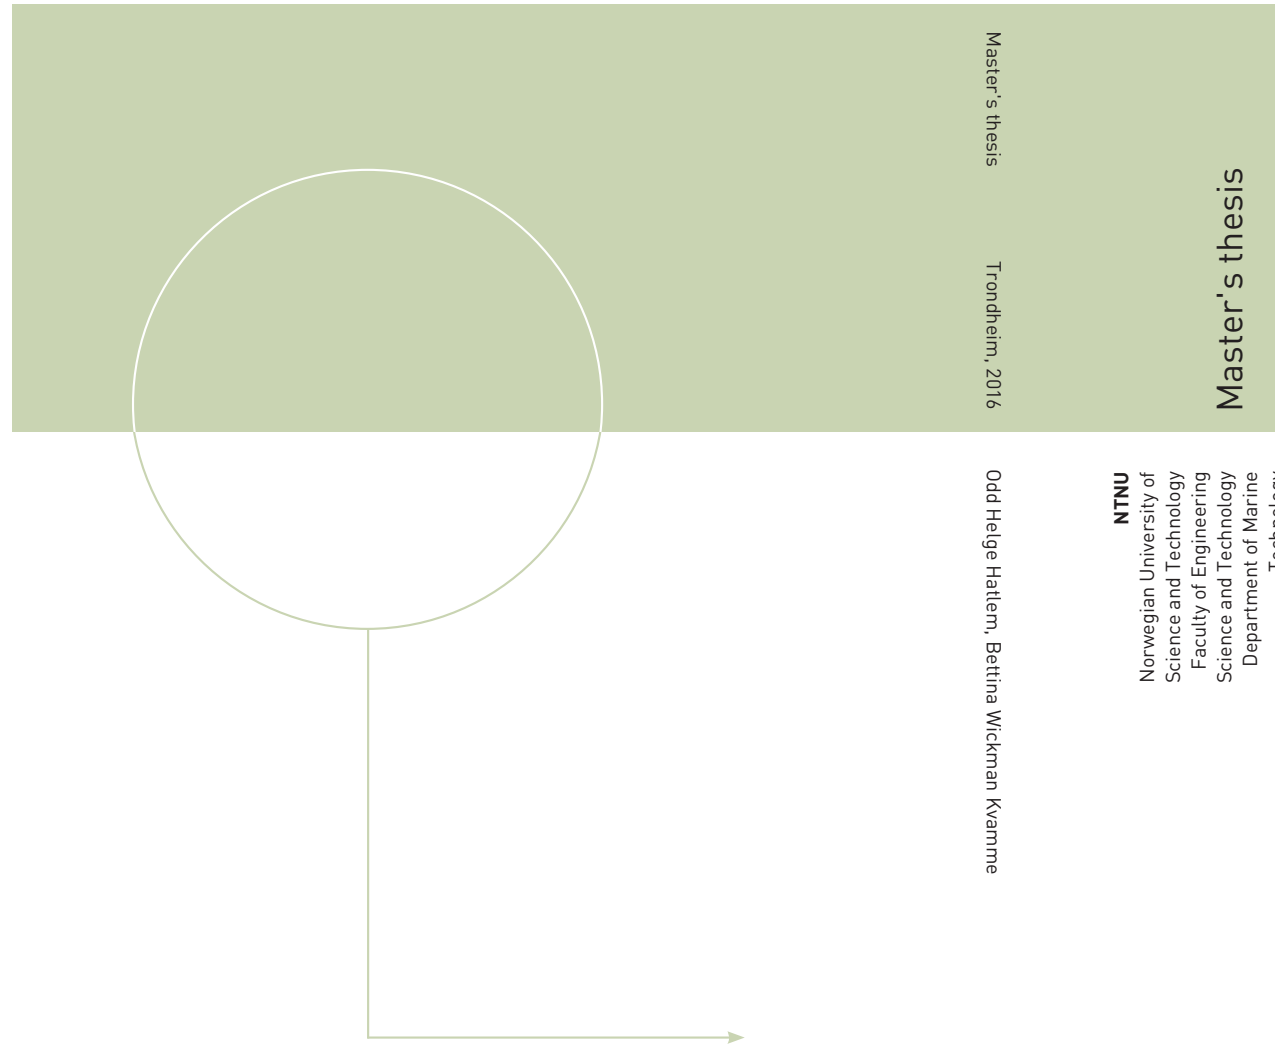 Master's thesis
Trondheim, 2016
Odd Helge Hatlem, Bettina Wickman Kvamme
Master's thesis
NTNU
Norwegian University of
Science and Technology
Faculty of Engineering
Science and Technology
Department of Marine